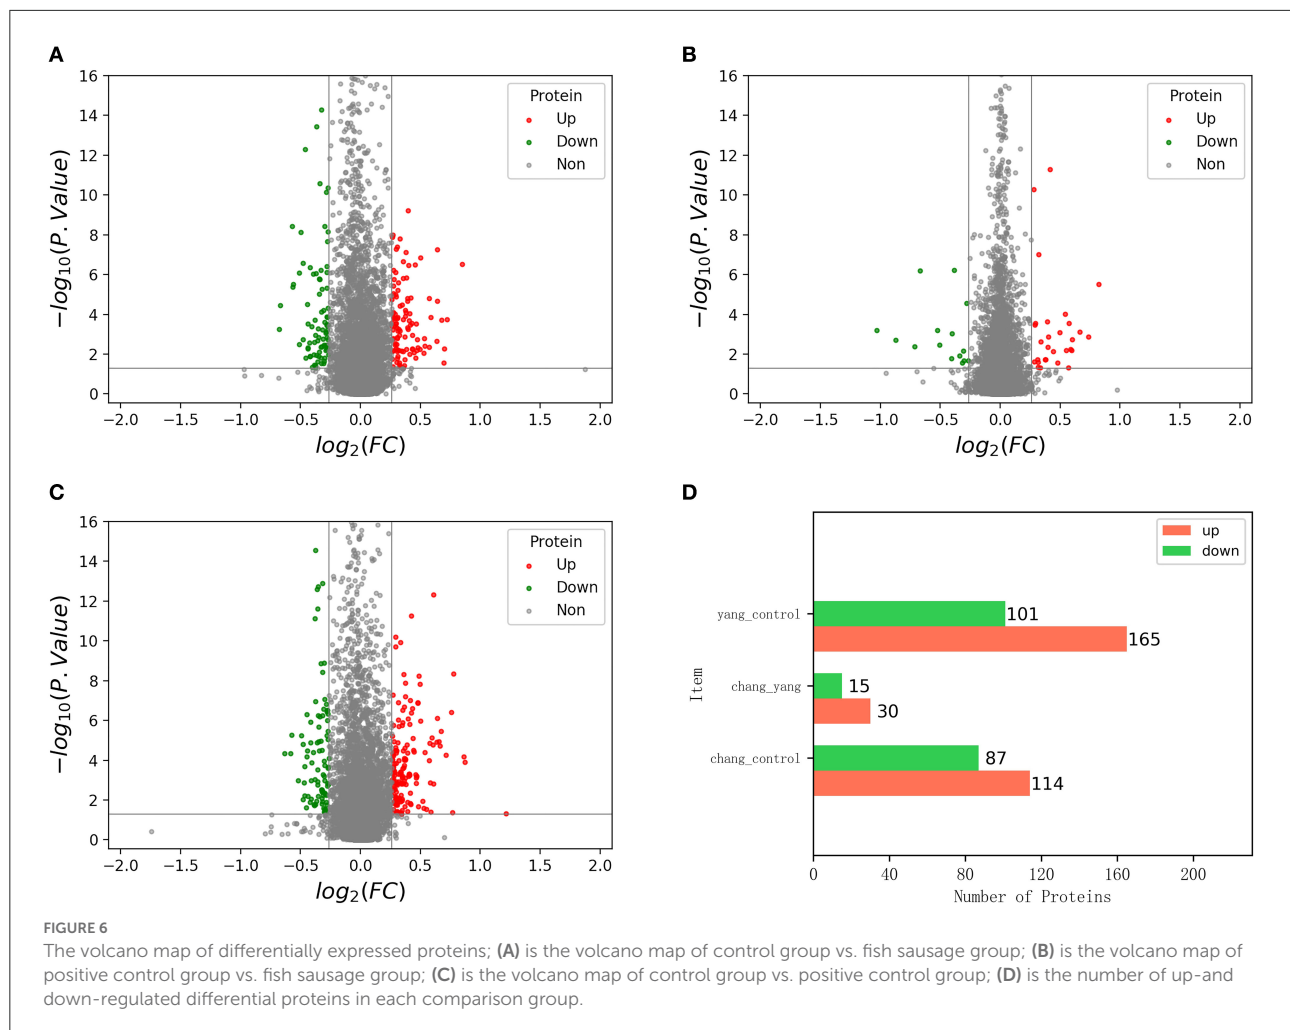 A
16
14
12
10
8
6
4
2
0
−log10(P.Value)
−2.0 −1.5 −1.0 −0.5 0.0 0.5 1.0 1.5 2.0
log2(FC)
Protein
Up
Down
Non
B
16
14
12
10
8
6
4
2
0
−log10(P.Value)
−2.0 −1.5 −1.0 −0.5 0.0 0.5 1.0 1.5 2.0
log2(FC)
Protein
Up
Down
Non
C
16
14
12
10
8
6
4
2
0
−log10(P.Value)
−2.0 −1.5 −1.0 −0.5 0.0 0.5 1.0 1.5 2.0
log2(FC)
Protein
Up
Down
Non
D
up
down
Item
yang_control
101
165
chang_yang
15
30
chang_control
87
114
0 40 80 120 160 200
Number of Proteins
FIGURE 6
The volcano map of differentially expressed proteins; (A) is the volcano map of control group vs. fish sausage group; (B) is the volcano map of
positive control group vs. fish sausage group; (C) is the volcano map of control group vs. positive control group; (D) is the number of up-and
down-regulated differential proteins in each comparison group.